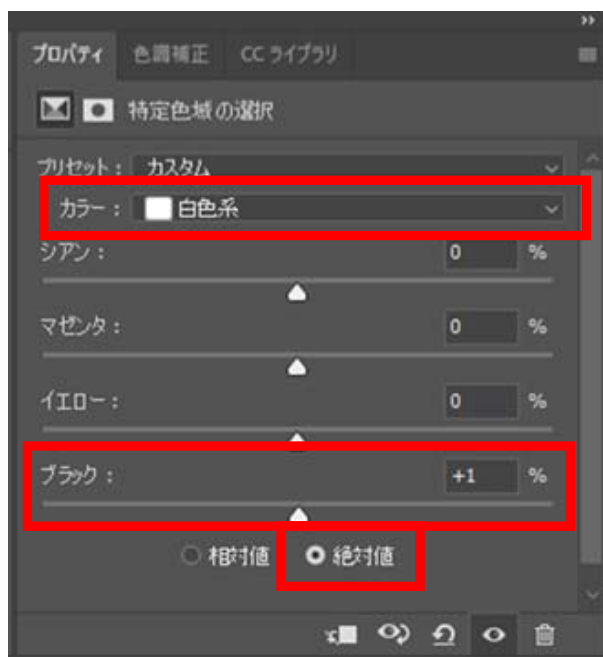 プロパティ 色調補正 CC ライブラリ
特定色域の選択
プリセット： カスタム
カラー： 白色系
シアン： 0 %
マゼンタ： 0 %
イエロー： 0 %
ブラック： +1 %
相対値 絶対値